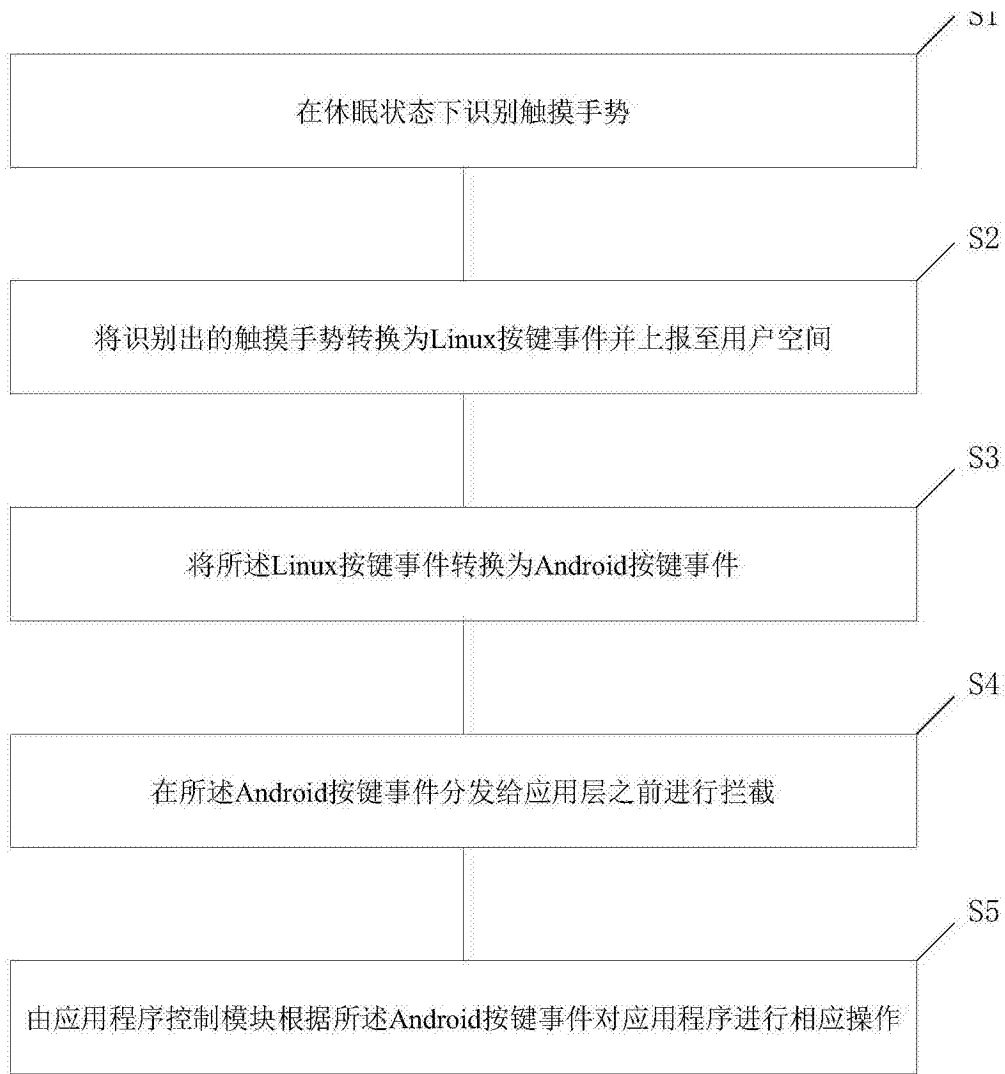 S1
在休眠状态下识别触摸手势
S2
将识别出的触摸手势转换为Linux按键事件并上报至用户空间
S3
将所述Linux按键事件转换为Android按键事件
S4
在所述Android按键事件分发给应用层之前进行拦截
S5
由应用程序控制模块根据所述Android按键事件对应用程序进行相应操作